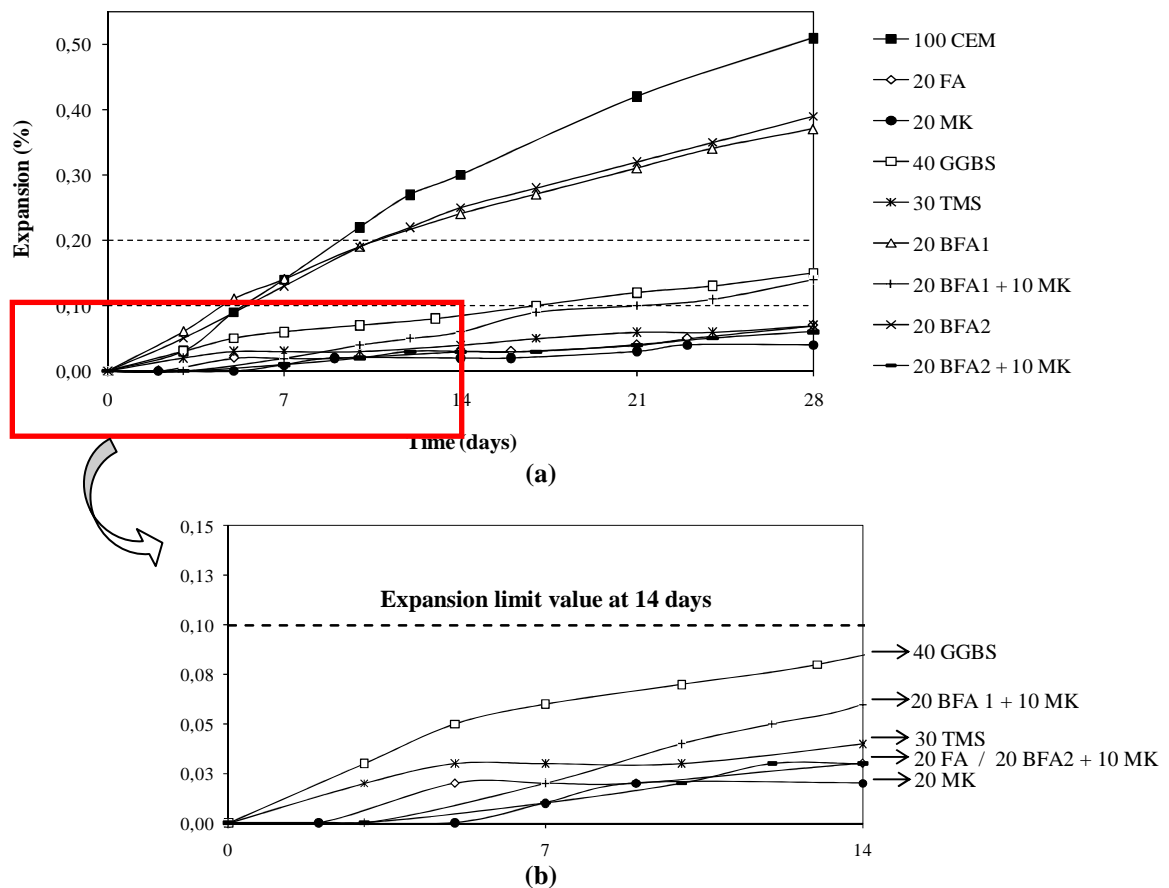 0,50
0,40
0,30
0,20
0,10
0,00
Expansion (%)
0
7
14
21
28
Time (days)
100 CEM
20 FA
20 MK
40 GGBS
30 TMS
20 BFA1
20 BFA1 + 10 MK
20 BFA2
20 BFA2 + 10 MK
(a)
0,15
0,13
0,10
0,08
0,05
0,03
0,00
Expansion limit value at 14 days
40 GGBS
20 BFA 1 + 10 MK
30 TMS
20 FA / 20 BFA2 + 10 MK
20 MK
0
7
14
(b)